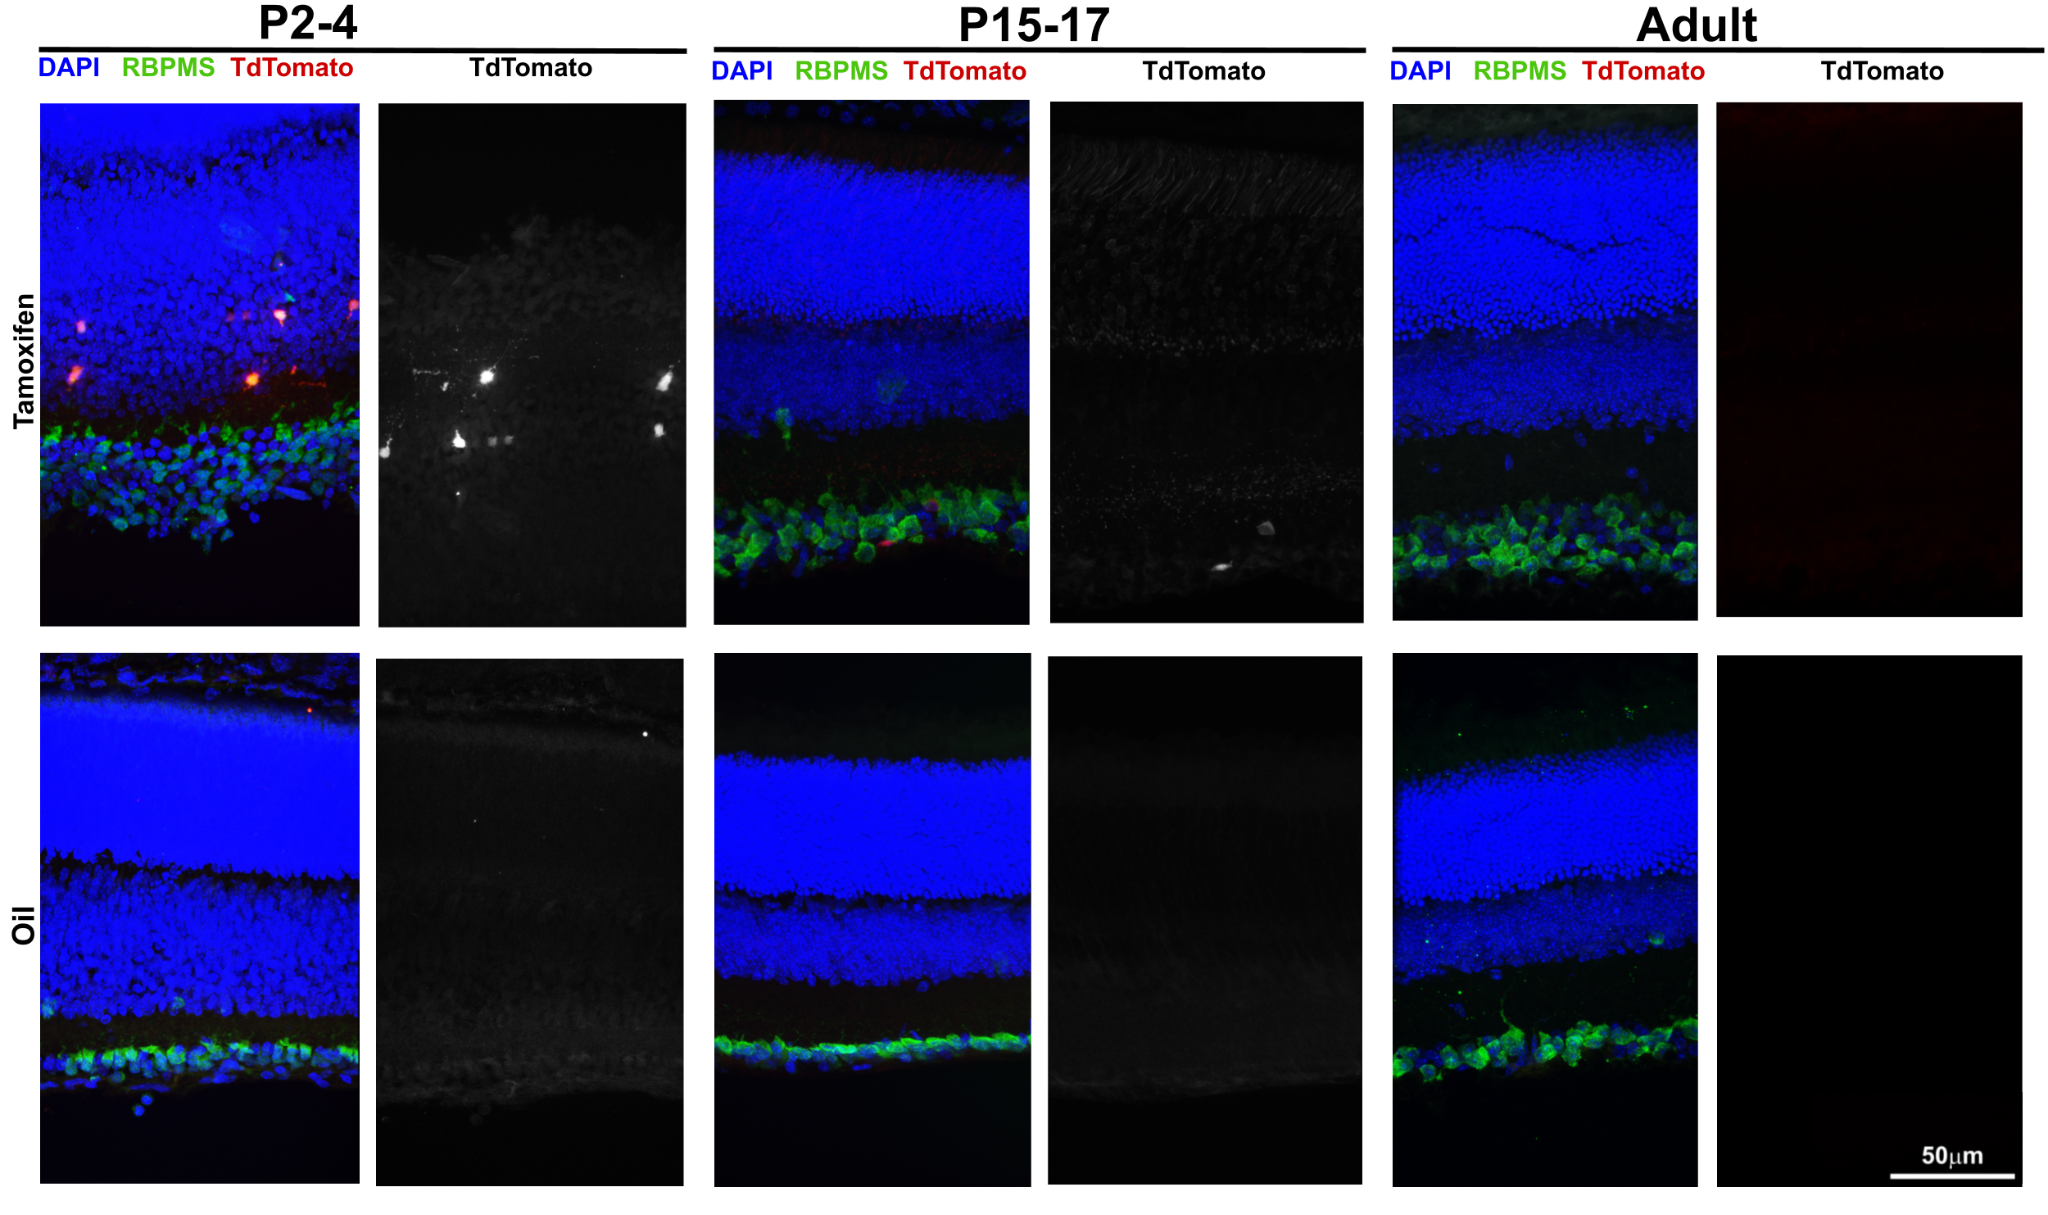 P2-4 P15-17 Adult
DAPI RBPMS TdTomato TdTomato DAPI RBPMS TdTomato TdTomato DAPI RBPMS TdTomato TdTomato
Tamoxifen
Oil
50μm